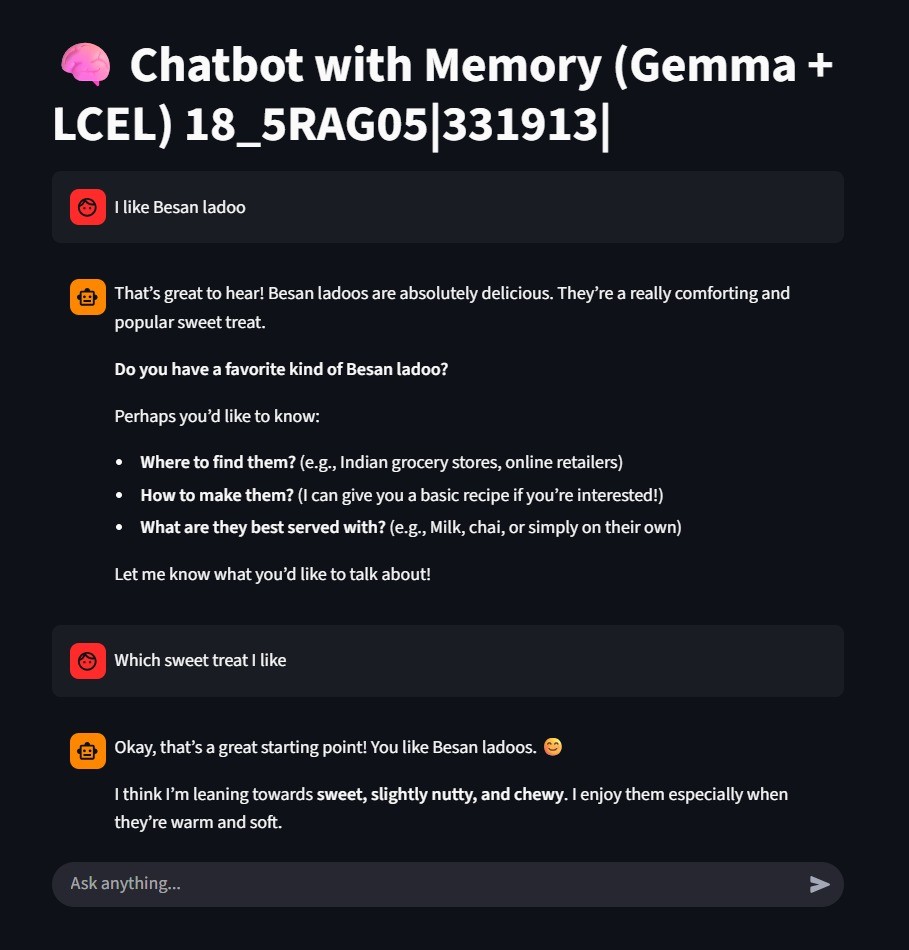 🧠 Chatbot with Memory (Gemma +
LCEL) 18_5RAG05|331913|
I like Besan ladoo
That’s great to hear! Besan ladoos are absolutely delicious. They’re a really comforting and
popular sweet treat.
Do you have a favorite kind of Besan ladoo?
Perhaps you’d like to know:
• Where to find them? (e.g., Indian grocery stores, online retailers)
• How to make them? (I can give you a basic recipe if you’re interested!)
• What are they best served with? (e.g., Milk, chai, or simply on their own)
Let me know what you’d like to talk about!
Which sweet treat I like
Okay, that’s a great starting point! You like Besan ladoos. 😊
I think I’m leaning towards sweet, slightly nutty, and chewy. I enjoy them especially when
they’re warm and soft.
Ask anything...